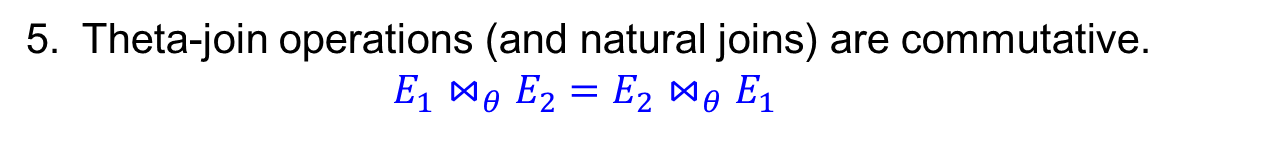 5. Theta-join operations (and natural joins) are commutative.
E₁ ⋈θ E₂ = E₂ ⋈θ E₁